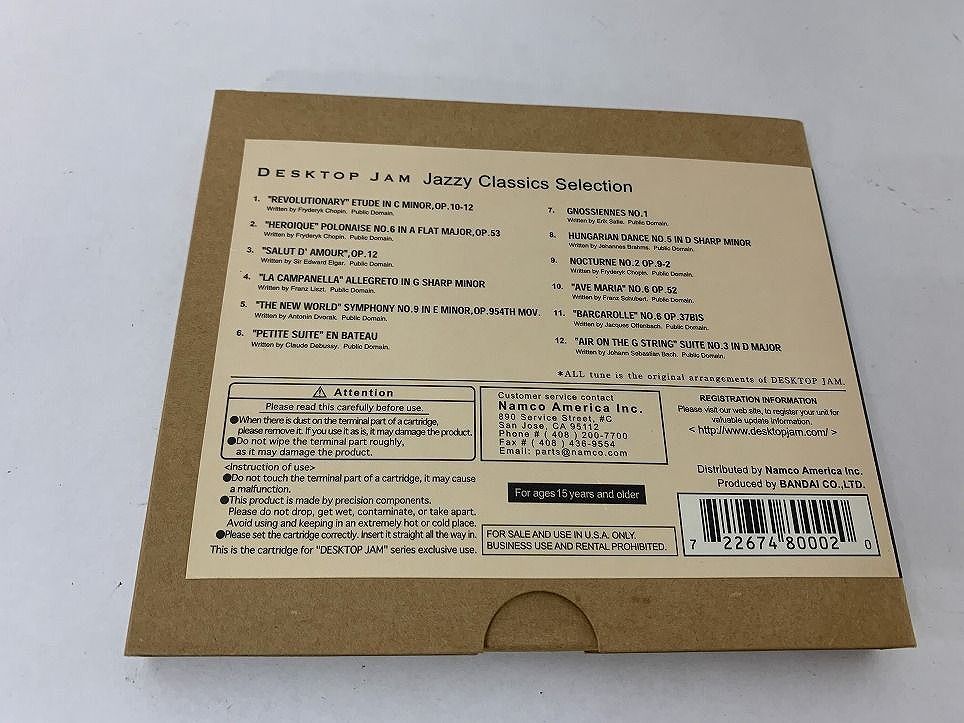 DESKTOP JAM Jazzy Classics Selection
1. "REVOLUTIONARY" ETUDE IN C MINOR,OP.10-12
Written by Fryderyk Chopin. Public Domain.
2. "HEROIQUE" POLONAISE NO.6 IN A FLAT MAJOR,OP.53
Written by Fryderyk Chopin. Public Domain.
3. "SALUT D' AMOUR",OP.12
Written by Sir Edward Elgar. Public Domain.
4. "LA CAMPANELLA" ALLEGRETO IN G SHARP MINOR
Written by Franz Liszt. Public Domain.
5. "THE NEW WORLD" SYMPHONY NO.9 IN E MINOR,OP.954TH MOV.
Written by Antonin Dvorak. Public Domain.
6. "PETITE SUITE" EN BATEAU
Written by Claude Debussy. Public Domain.
7. GNOSSIENNES NO.1
Written by Erik Satie. Public Domain.
8. HUNGARIAN DANCE NO.5 IN D SHARP MINOR
Written by Johannes Brahms. Public Domain.
9. NOCTURNE NO.2 OP.9-2
Written by Fryderyk Chopin. Public Domain.
10. "AVE MARIA" NO.6 OP.52
Written by Franz Schubert. Public Domain.
11. "BARCAROLLE" NO.6 OP.37BIS
Written by Jacques Offenbach. Public Domain.
12. "AIR ON THE G STRING" SUITE NO.3 IN D MAJOR
Written by Johann Sebastian Bach. Public Domain.
*ALL tune is the original arrangements of DESKTOP JAM.
⚠ Attention
Please read this carefully before use.
●When there is dust on the terminal part of a cartridge,
please remove it. If you use it as is, it may damage the product.
●Do not wipe the terminal part roughly,
as it may damage the product.
<Instruction of use>
●Do not touch the terminal part of a cartridge, it may cause
a malfunction.
●This product is made by precision components.
Please do not drop, get wet, contaminate, or take apart.
Avoid using and keeping in an extremely hot or cold place.
●Please set the cartridge correctly. Insert it straight all the way in.
This is the cartridge for "DESKTOP JAM" series exclusive use.
Customer service contact
Namco America Inc.
890 Service Street, #C
San Jose, CA 95112
Phone # ( 408 ) 200-7700
Fax # ( 408 ) 436-9554
Email: parts@namco.com
For ages 15 years and older
FOR SALE AND USE IN U.S.A. ONLY.
BUSINESS USE AND RENTAL PROHIBITED.
REGISTRATION INFORMATION
Please visit our web site, to register your unit for
valuable update information.
< http://www.desktopjam.com/ >
Distributed by Namco America Inc.
Produced by BANDAI CO.,LTD.
7 22674 80002 0